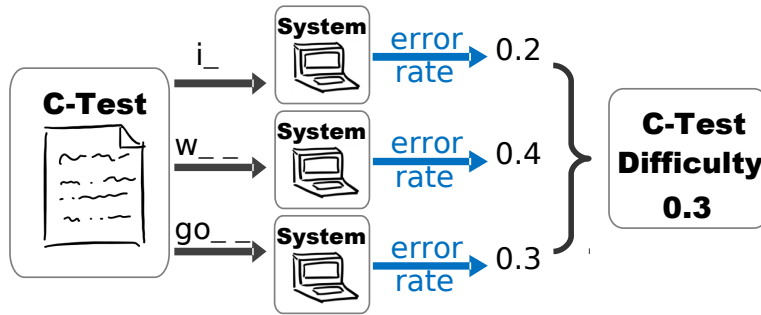 C-Test
i_
System
error
rate
0.2
w_ _
System
error
rate
0.4
go_ _
System
error
rate
0.3
C-Test
Difficulty
0.3